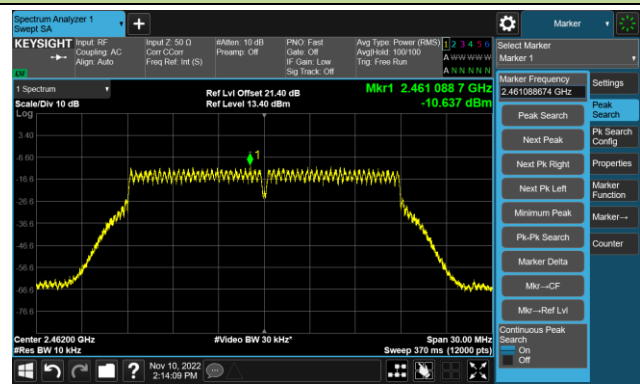 Spectrum Analyzer 1
Swept SA
Marker
KEYSIGHT
Input: RF
Coupling: AC
Align: Auto
Input Z: 50 Ω
Corr CCorr
Freq Ref: Int (S)
#Atten: 10 dB
Preamp: Off
PNO: Fast
Gate: Off
IF Gain: Low
Sig Track: Off
Avg Type: Power (RMS)
Avg|Hold: 100/100
Trig: Free Run
1 2 3 4 5 6
A W W W W W
A N N N N N
LXI
Select Marker
Marker 1
1 Spectrum
Scale/Div 10 dB
Log
Ref Lvl Offset 21.40 dB
Ref Level 13.40 dBm
Mkr1 2.461 088 7 GHz
-10.637 dBm
Marker Frequency
2.461088674 GHz
Peak Search
Next Peak
Next Pk Right
Next Pk Left
Minimum Peak
Pk-Pk Search
Marker Delta
Mkr→CF
Mkr→Ref Lvl
Continuous Peak
Search
On
Off
Settings
Peak
Search
Pk Search
Config
Properties
Marker
Function
Marker→
Counter
3.40
-6.60
-16.6
-26.6
-36.6
-46.6
-56.6
-66.6
-76.6
1
Center 2.46200 GHz
#Res BW 10 kHz
#Video BW 30 kHz*
Span 30.00 MHz
Sweep 370 ms (12000 pts)
Nov 10, 2022
2:14:09 PM